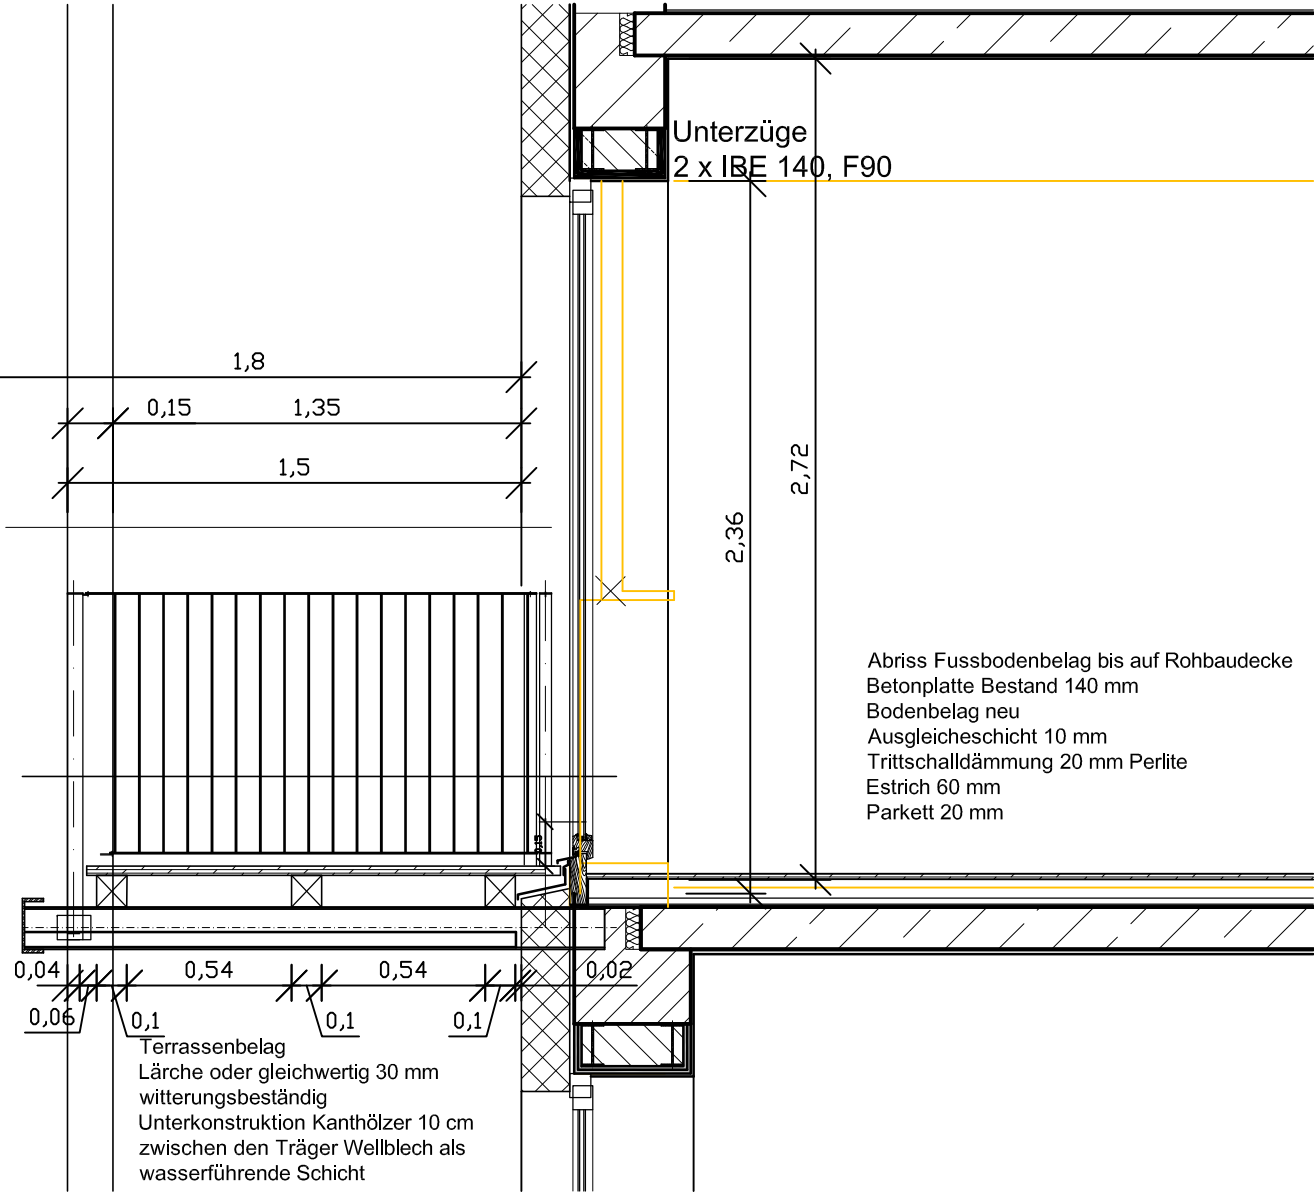 Unterzüge
2 x IBE 140, F90
1,8
0,15
1,35
1,5
2,72
2,36
Abriss Fussbodenbelag bis auf Rohbaudecke
Betonplatte Bestand 140 mm
Bodenbelag neu
Ausgleicheschicht 10 mm
Trittschalldämmung 20 mm Perlite
Estrich 60 mm
Parkett 20 mm
0,15
0,04
0,54
0,54
0,02
0,06
0,1
0,1
0,1
Terrassenbelag
Lärche oder gleichwertig 30 mm
witterungsbeständig
Unterkonstruktion Kanthölzer 10 cm
zwischen den Träger Wellblech als
wasserführende Schicht